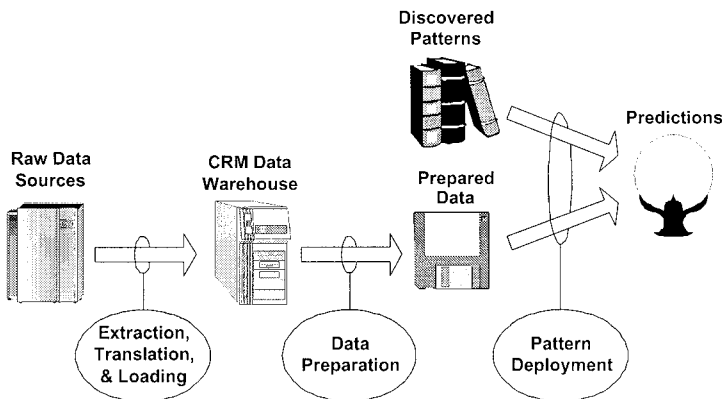 Discovered
Patterns
Predictions
Raw Data
Sources
CRM Data
Warehouse
Prepared
Data
Extraction,
Translation,
& Loading
Data
Preparation
Pattern
Deployment